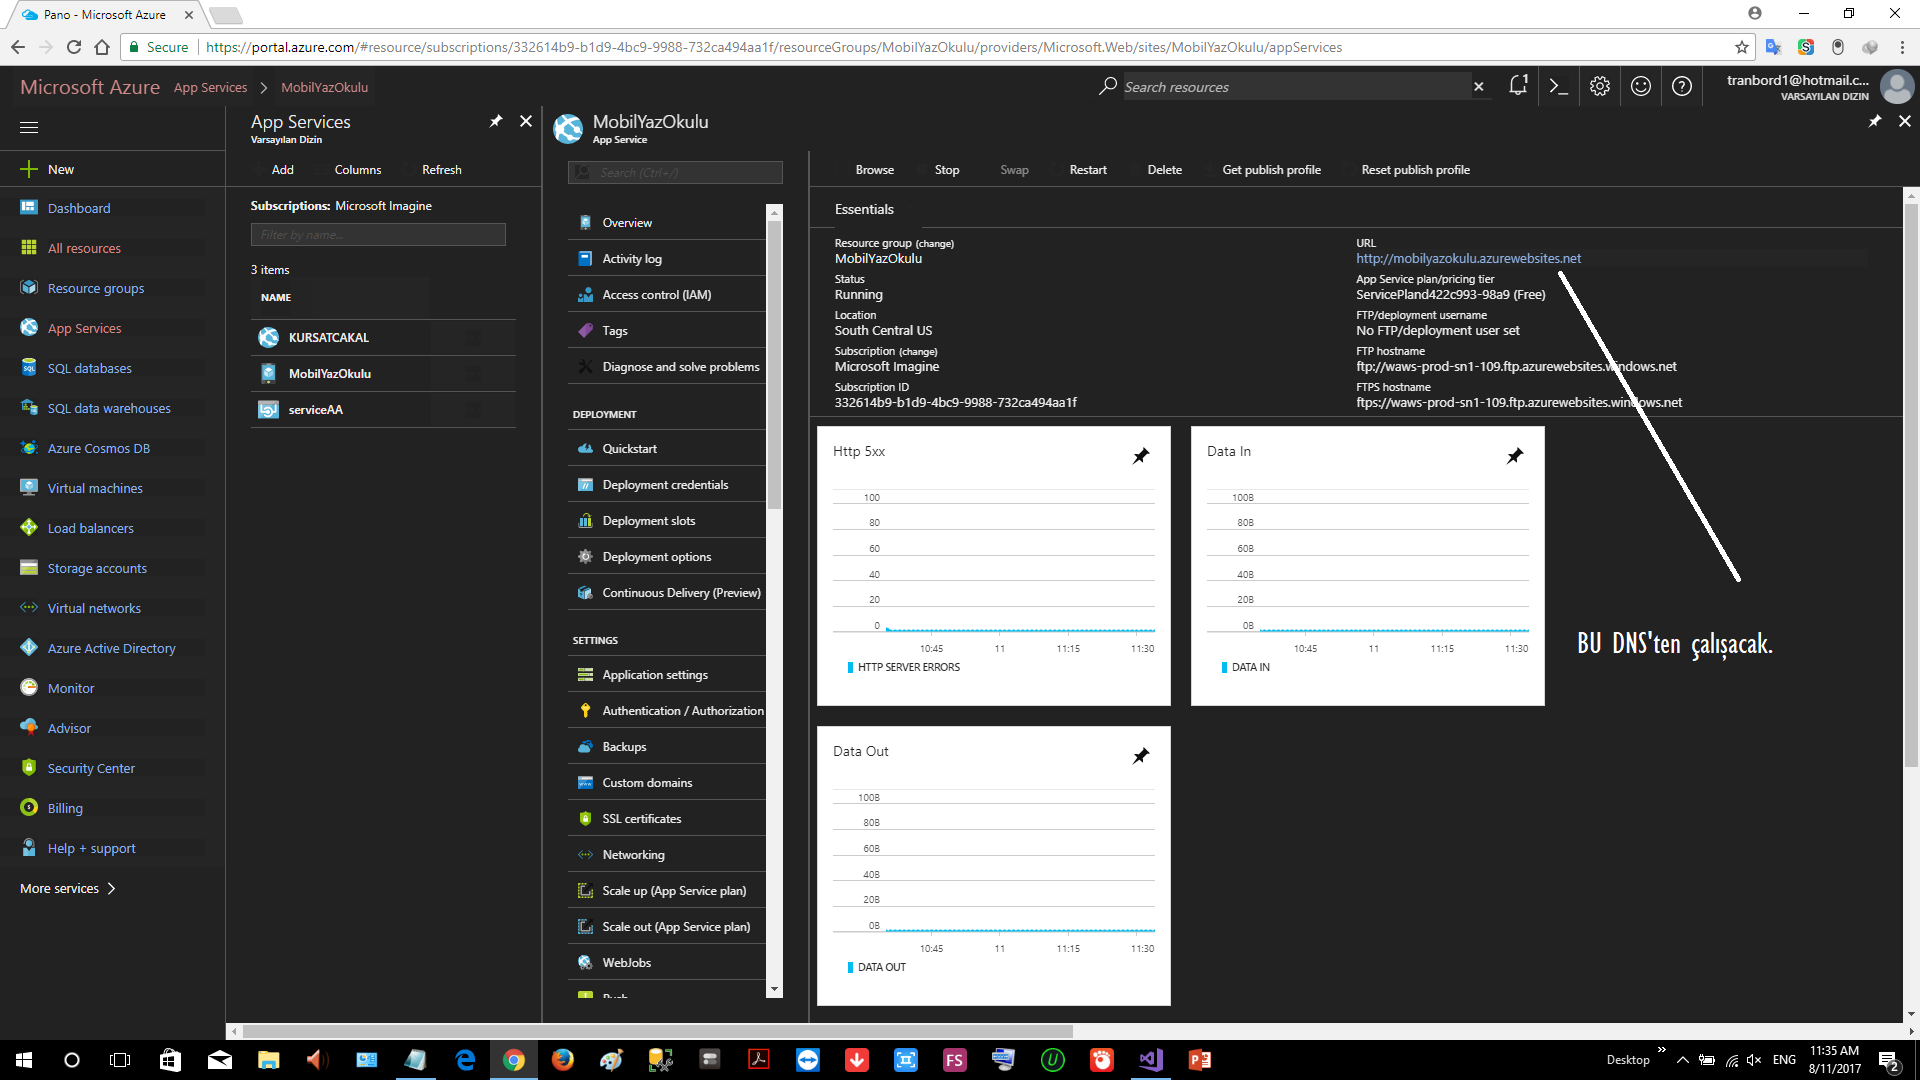 Pano - Microsoft Azure
Secure
https://portal.azure.com/#resource/subscriptions/332614b9-b1d9-4bc9-9988-732ca494aa1f/resourceGroups/MobilYazOkulu/providers/Microsoft.Web/sites/MobilYazOkulu/appServices
Microsoft Azure App Services MobilYazOkulu
Search resources
1
tranbord1@hotmail.c...
VARSAYILAN DIZIN
New
Dashboard
All resources
Resource groups
App Services
SQL databases
SQL data warehouses
Azure Cosmos DB
Virtual machines
Load balancers
Storage accounts
Virtual networks
Azure Active Directory
Monitor
Advisor
Security Center
Billing
Help + support
More services
App Services
Varsayılan Dizin
Add Columns Refresh
Subscriptions: Microsoft Imagine
Filter by name...
3 items
NAME
KURSATCAKAL
MobilYazOkulu
serviceAA
MobilYazOkulu
App Service
Search (Ctrl+/)
Overview
Activity log
Access control (IAM)
Tags
Diagnose and solve problems
DEPLOYMENT
Quickstart
Deployment credentials
Deployment slots
Deployment options
Continuous Delivery (Preview)
SETTINGS
Application settings
Authentication / Authorization
Backups
Custom domains
SSL certificates
Networking
Scale up (App Service plan)
Scale out (App Service plan)
WebJobs
Push
Browse Stop Swap Restart Delete Get publish profile Reset publish profile
Essentials
Resource group (change)
MobilYazOkulu
Status
Running
Location
South Central US
Subscription (change)
Microsoft Imagine
Subscription ID
332614b9-b1d9-4bc9-9988-732ca494aa1f
URL
http://mobilyazokulu.azurewebsites.net
App Service plan/pricing tier
ServicePland422c993-98a9 (Free)
FTP/deployment username
No FTP/deployment user set
FTP hostname
ftp://waws-prod-sn1-109.ftp.azurewebsites.windows.net
FTPS hostname
ftps://waws-prod-sn1-109.ftp.azurewebsites.windows.net
Http 5xx
100
80
60
40
20
0
10:45 11 11:15 11:30
HTTP SERVER ERRORS
Data In
100B
80B
60B
40B
20B
0B
10:45 11 11:15 11:30
DATA IN
BU DNS'ten çalışacak.
Data Out
100B
80B
60B
40B
20B
0B
10:45 11 11:15 11:30
DATA OUT
FS
Desktop
ENG
11:35 AM
8/11/2017
2